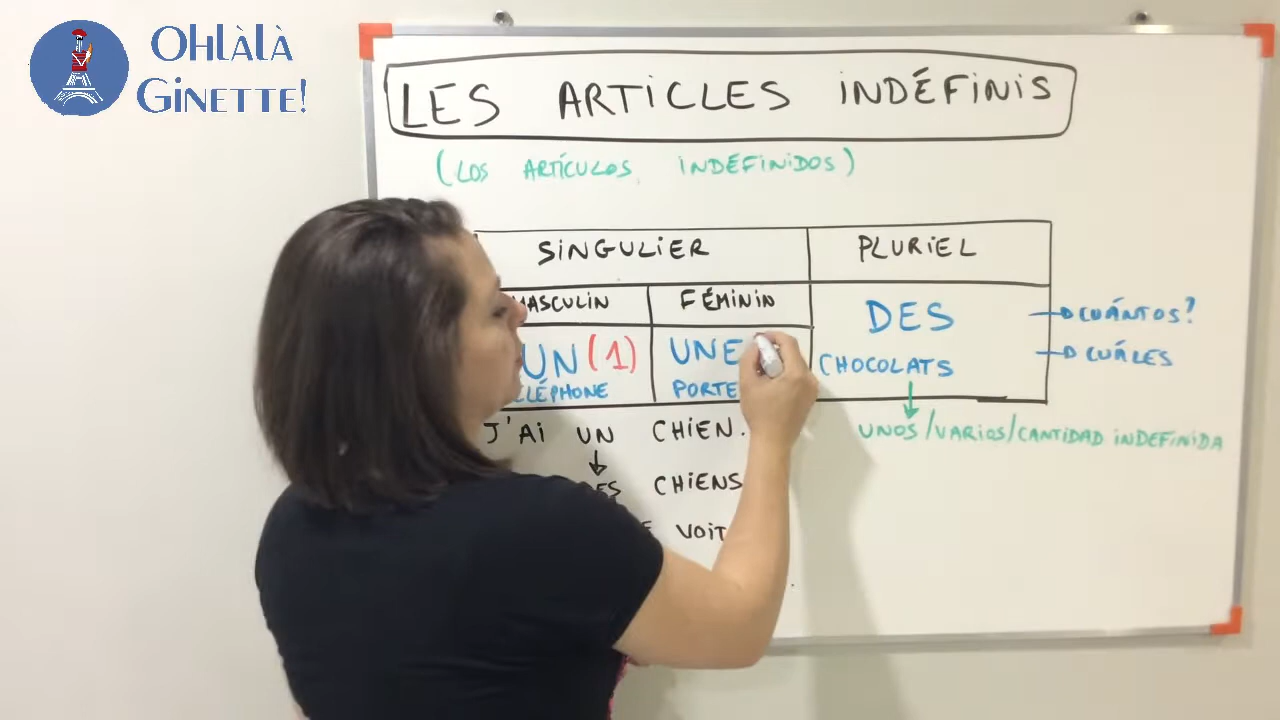 OHLÀLÀ
GINETTE!
LES ARTICLES INDÉFINIS
(LOS ARTÍCULOS INDEFINIDOS)
SINGULIER PLURIEL
MASCULIN FÉMININ
DES CUÁNTOS?
UN (1) UNE
CHOCOLATS CUÁLES
PORTE
J'AI UN CHIEN.
UNOS/VARIOS/CANTIDAD INDEFINIDA
CHIENS